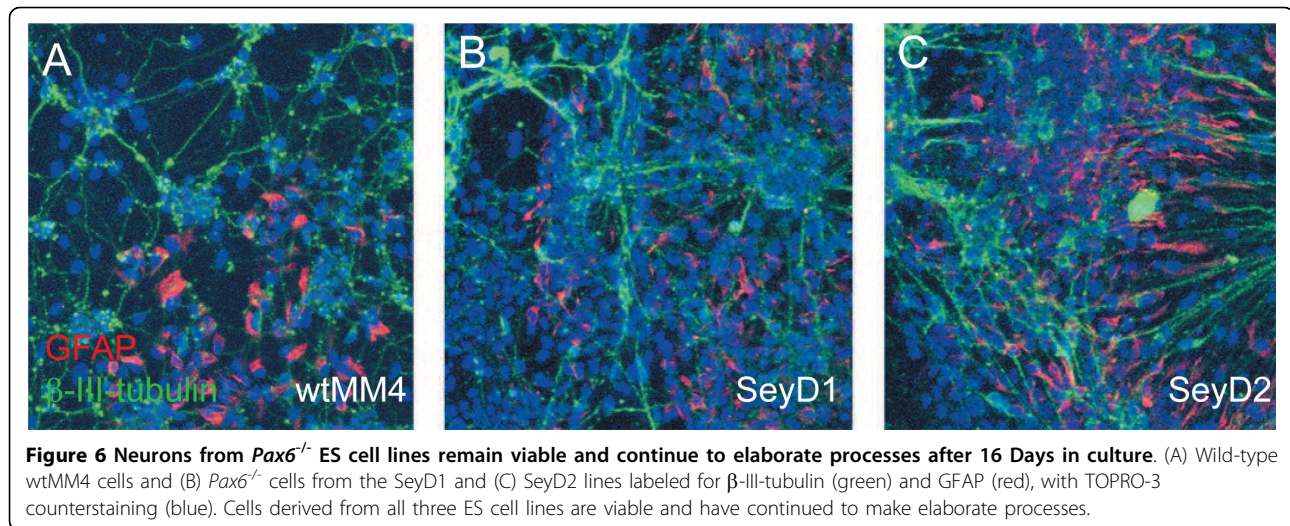 A
B
C
GFAP
β-III-tubulin
wtMM4
SeyD1
SeyD2
Figure 6 Neurons from Pax6-/- ES cell lines remain viable and continue to elaborate processes after 16 Days in culture. (A) Wild-type
wtMM4 cells and (B) Pax6-/- cells from the SeyD1 and (C) SeyD2 lines labeled for β-III-tubulin (green) and GFAP (red), with TOPRO-3
counterstaining (blue). Cells derived from all three ES cell lines are viable and have continued to make elaborate processes.